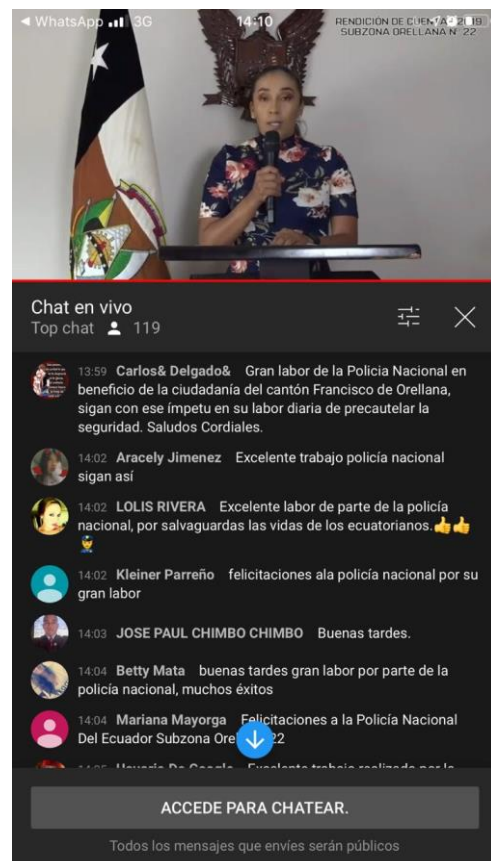 WhatsApp 3G 14:10
RENDICIÓN DE CUENTAS 2019
SUBZONA ORELLANA N° 22
Chat en vivo
Top chat 119
13:59 Carlos& Delgado& Gran labor de la Policia Nacional en
beneficio de la ciudadanía del cantón Francisco de Orellana,
sigan con ese ímpetu en su labor diaria de precautelar la
seguridad. Saludos Cordiales.
14:02 Aracely Jimenez Excelente trabajo policía nacional
sigan así
14:02 LOLIS RIVERA Excelente labor de parte de la policía
nacional, por salvaguardas las vidas de los ecuatorianos.👍👍
👮
14:02 Kleiner Parreño felicitaciones ala policía nacional por su
gran labor
14:03 JOSE PAUL CHIMBO CHIMBO Buenas tardes.
14:04 Betty Mata buenas tardes gran labor por parte de la
policía nacional, muchos éxitos
14:04 Mariana Mayorga Felicitaciones a la Policía Nacional
Del Ecuador Subzona 22
ACCEDE PARA CHATEAR.
Todos los mensajes que envíes serán públicos